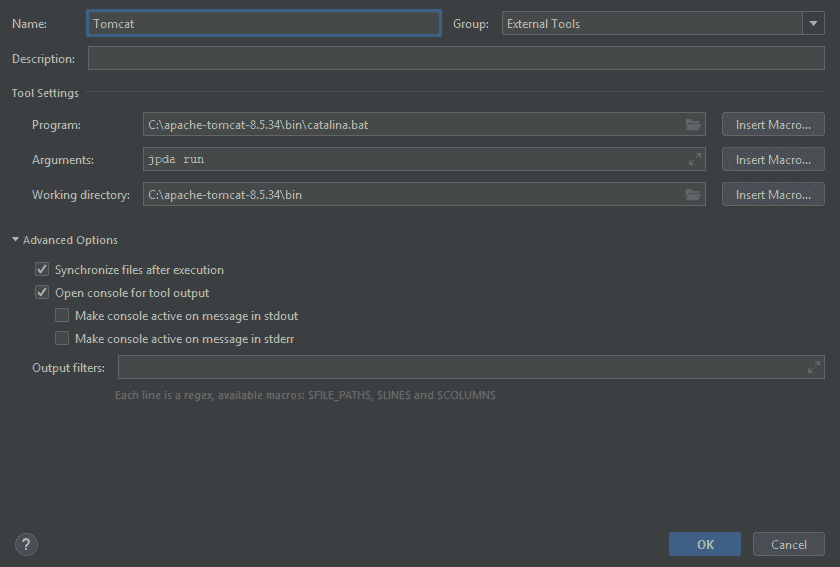 Name: Tomcat Group: External Tools
Description:
Tool Settings
Program: C:\apache-tomcat-8.5.34\bin\catalina.bat Insert Macro...
Arguments: jpda run Insert Macro...
Working directory: C:\apache-tomcat-8.5.34\bin Insert Macro...
Advanced Options
Synchronize files after execution
Open console for tool output
Make console active on message in stdout
Make console active on message in stderr
Output filters:
Each line is a regex, available macros: $FILE_PATH$, $LINE$ and $COLUMN$
? OK Cancel